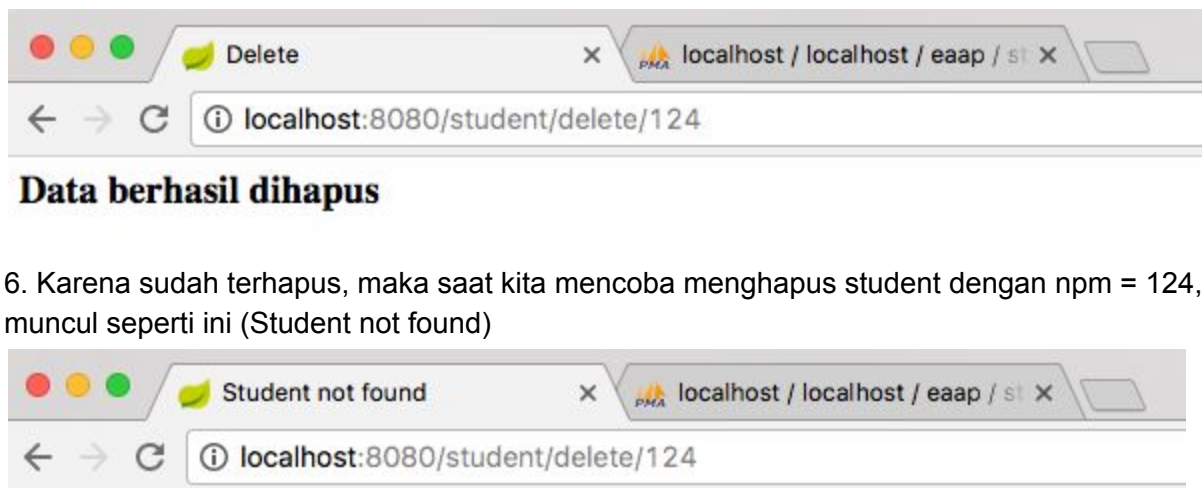 Delete
PMA localhost / localhost / eaap / st
localhost:8080/student/delete/124
Data berhasil dihapus
6. Karena sudah terhapus, maka saat kita mencoba menghapus student dengan npm = 124,
muncul seperti ini (Student not found)
Student not found
PMA localhost / localhost / eaap / st
localhost:8080/student/delete/124